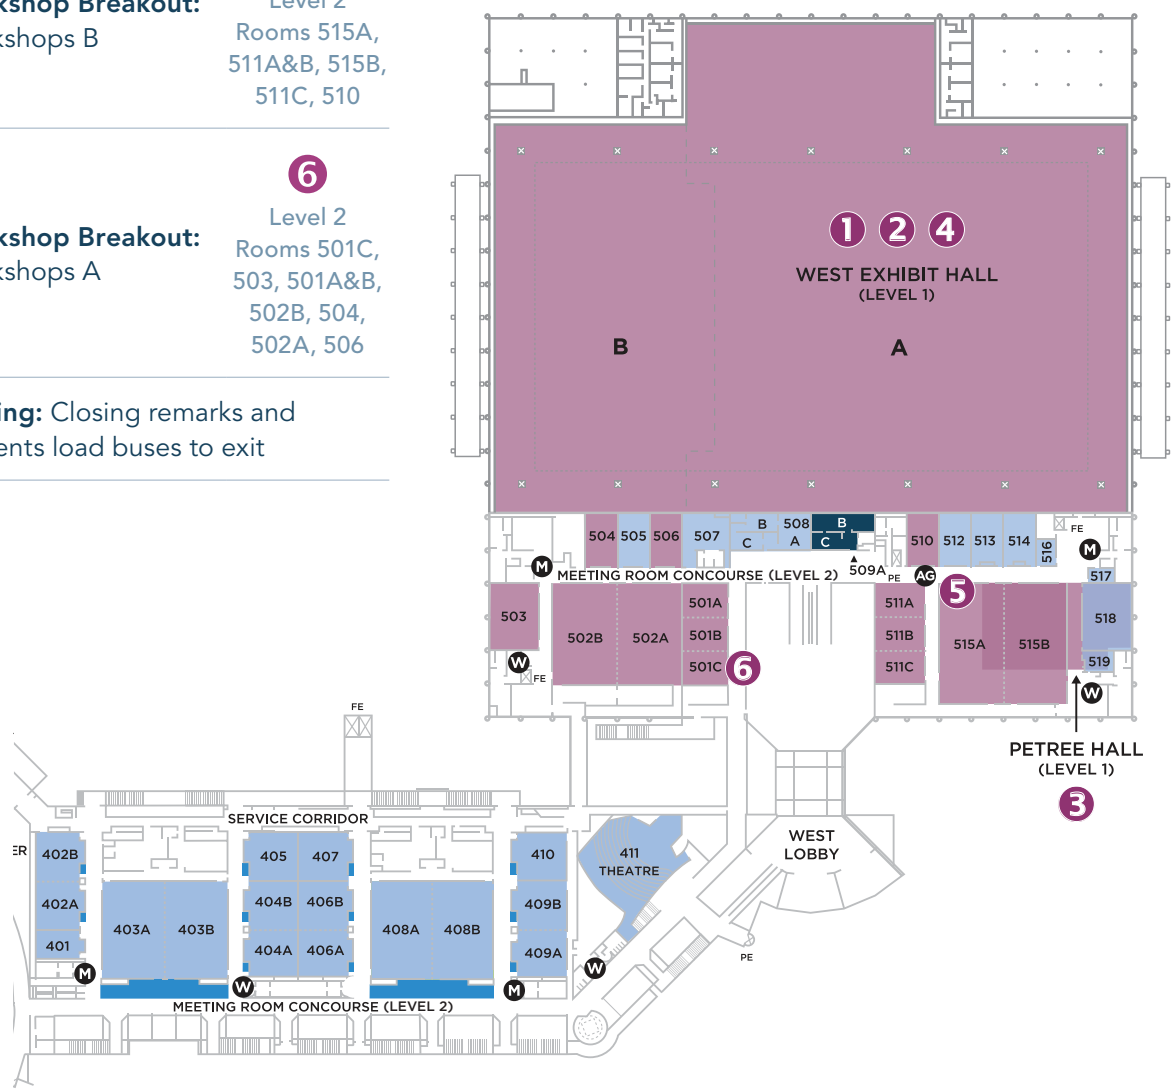 kshop Breakout:
kshops B
Level 2
Rooms 515A,
511A&B, 515B,
511C, 510
6
kshop Breakout:
kshops A
Level 2
Rooms 501C,
503, 501A&B,
502B, 504,
502A, 506
ing: Closing remarks and
ents load buses to exit
1 2 4
WEST EXHIBIT HALL
(LEVEL 1)
B
A
504 505 506 507
B 508 B
C A C
510 512 513 514 516
FE
M
M
MEETING ROOM CONCOURSE (LEVEL 2)
509A
PE
AG
5
517
503
502B 502A
501A
501B
501C
6
511A
511B
511C
515A 515B
518
519
W
FE
W
PETREE HALL
(LEVEL 1)
3
FE
SERVICE CORRIDOR
WEST
LOBBY
ER
402B
402A
401
403A 403B
405 407
404B 406B
404A 406A
408A 408B
410
409B
409A
411
THEATRE
PE
M
W
M
W
MEETING ROOM CONCOURSE (LEVEL 2)